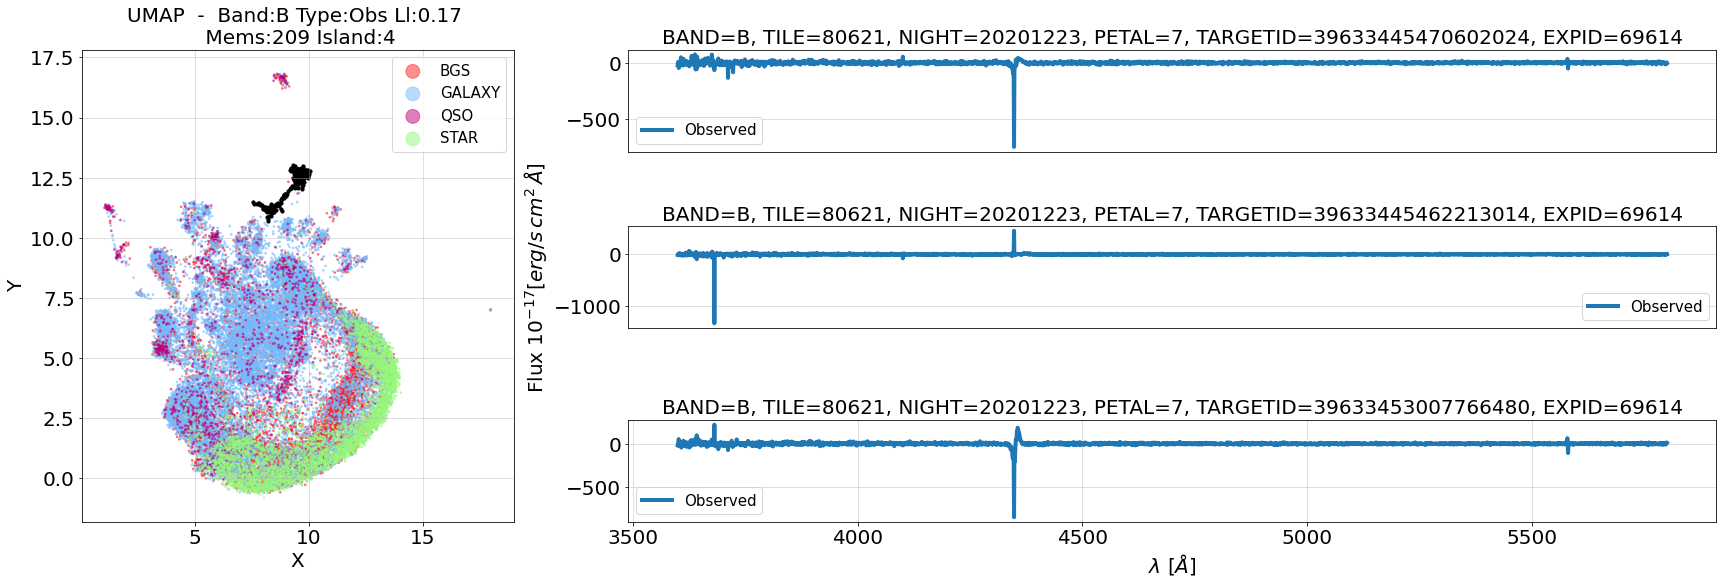 UMAP - Band:B Type:Obs Ll:0.17
Mems:209 Island:4
17.5
15.0
12.5
10.0
7.5
5.0
2.5
0.0
Y
5
10
15
X
BGS
GALAXY
QSO
STAR
Flux 10⁻¹⁷[erg/s cm² Å]
BAND=B, TILE=80621, NIGHT=20201223, PETAL=7, TARGETID=39633445470602024, EXPID=69614
0
−500
Observed
BAND=B, TILE=80621, NIGHT=20201223, PETAL=7, TARGETID=39633445462213014, EXPID=69614
0
−1000
Observed
BAND=B, TILE=80621, NIGHT=20201223, PETAL=7, TARGETID=39633453007766480, EXPID=69614
0
−500
Observed
3500
4000
4500
5000
5500
λ [Å]